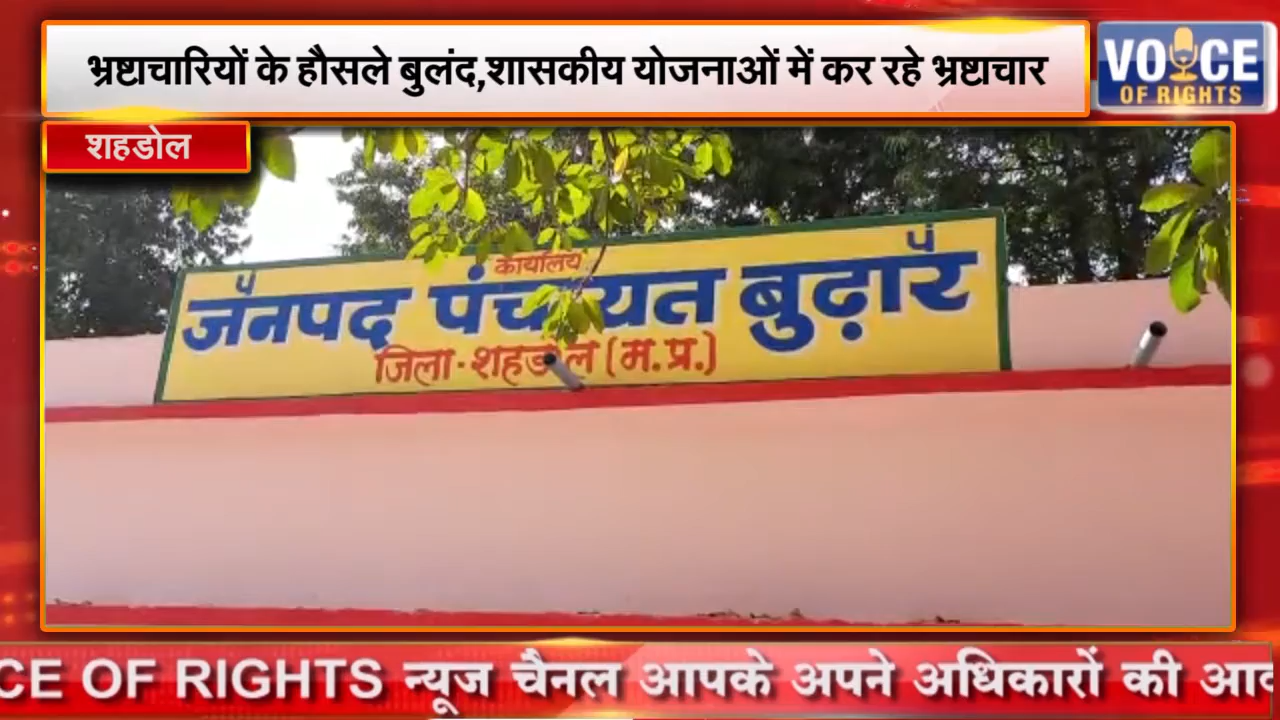 भ्रष्टाचारियों के हौसले बुलंद,शासकीय योजनाओं में कर रहे भ्रष्टाचार
VOICE
OF RIGHTS
शहडोल
कार्यालय
जनपद पंचायत बुढ़ार
जिला-शहडोल (म.प्र.)
CE OF RIGHTS न्यूज चैनल आपके अपने अधिकारों की आव